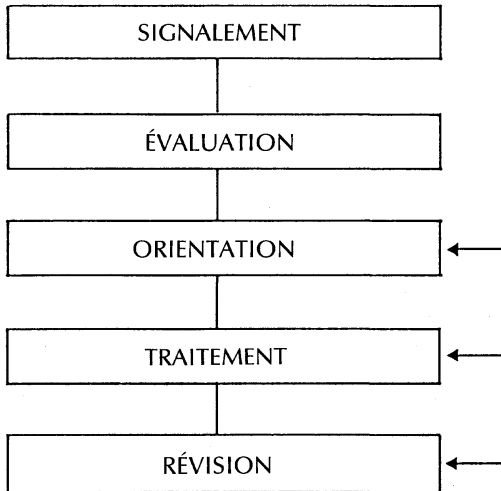 SIGNALEMENT
ÉVALUATION
ORIENTATION
TRAITEMENT
RÉVISION